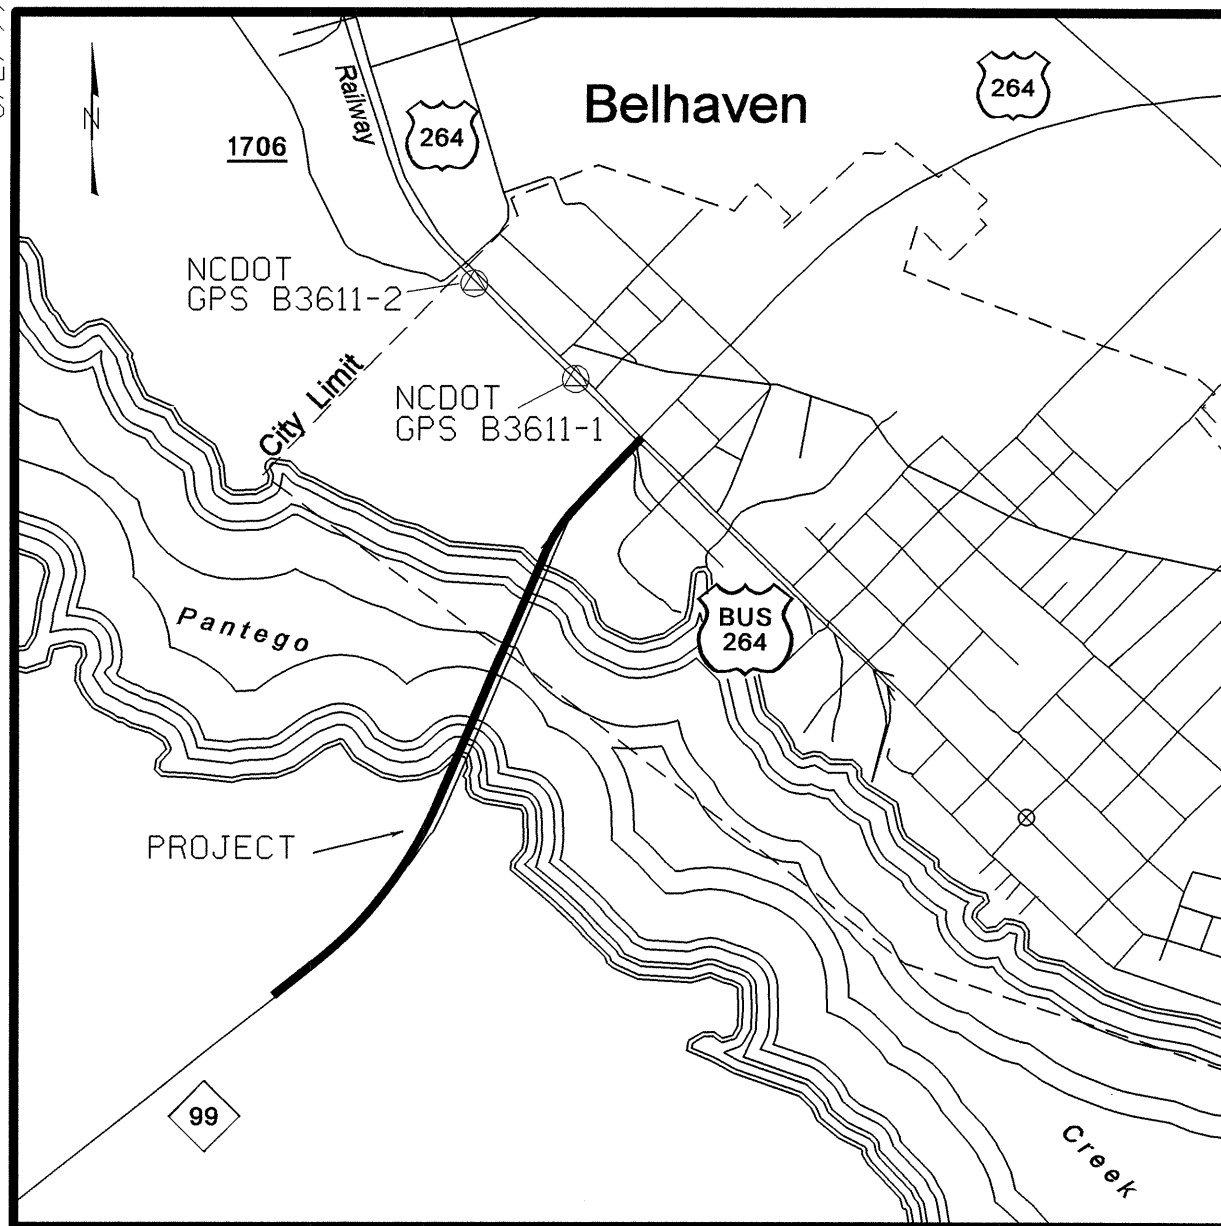 Belhaven
264
Railway
264
N
1706
NCDOT
GPS B3611-2
City Limit
NCDOT
GPS B3611-1
Pantego
BUS
264
PROJECT
99
Creek